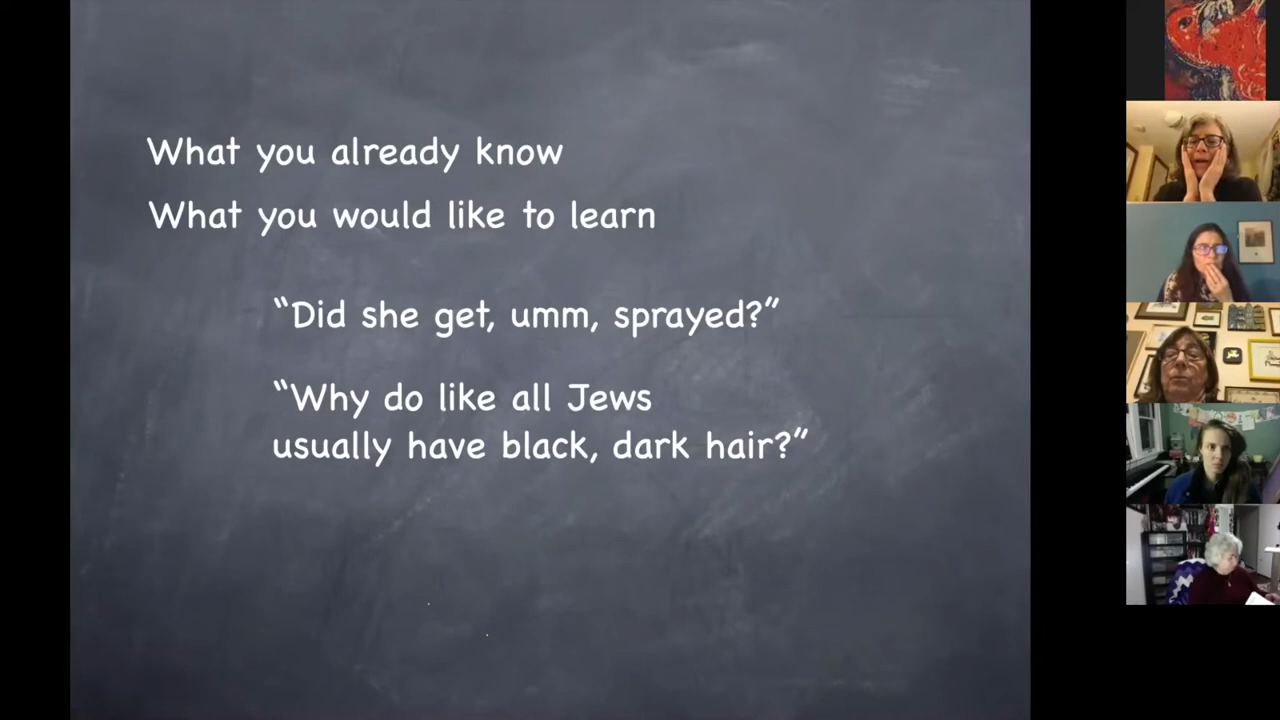 What you already know
What you would like to learn
“Did she get, umm, sprayed?”
“Why do like all Jews
usually have black, dark hair?”